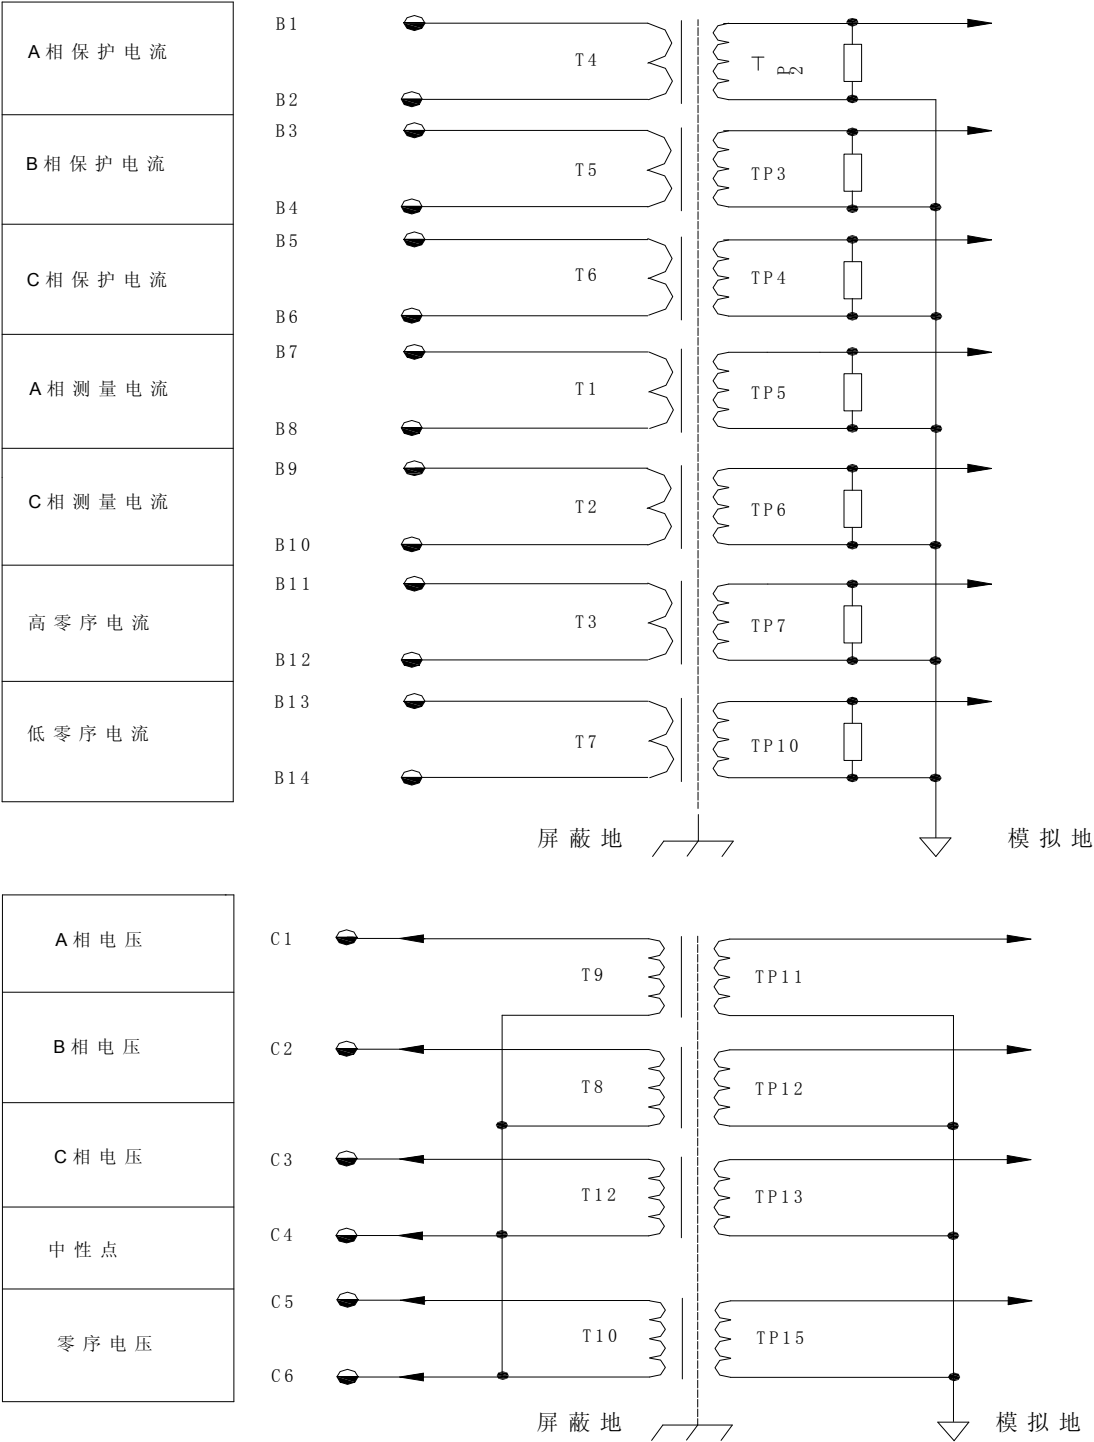 A相保护电流 B1 T4 TP2
B2
B相保护电流 B3 T5 TP3
B4
C相保护电流 B5 T6 TP4
B6
A相测量电流 B7 T1 TP5
B8
C相测量电流 B9 T2 TP6
B10
高零序电流 B11 T3 TP7
B12
低零序电流 B13 T7 TP10
B14
屏蔽地 模拟地
A相电压 C1 T9 TP11
B相电压 C2 T8 TP12
C相电压 C3 T12 TP13
中性点 C4
零序电压 C5 T10 TP15
C6
屏蔽地 模拟地